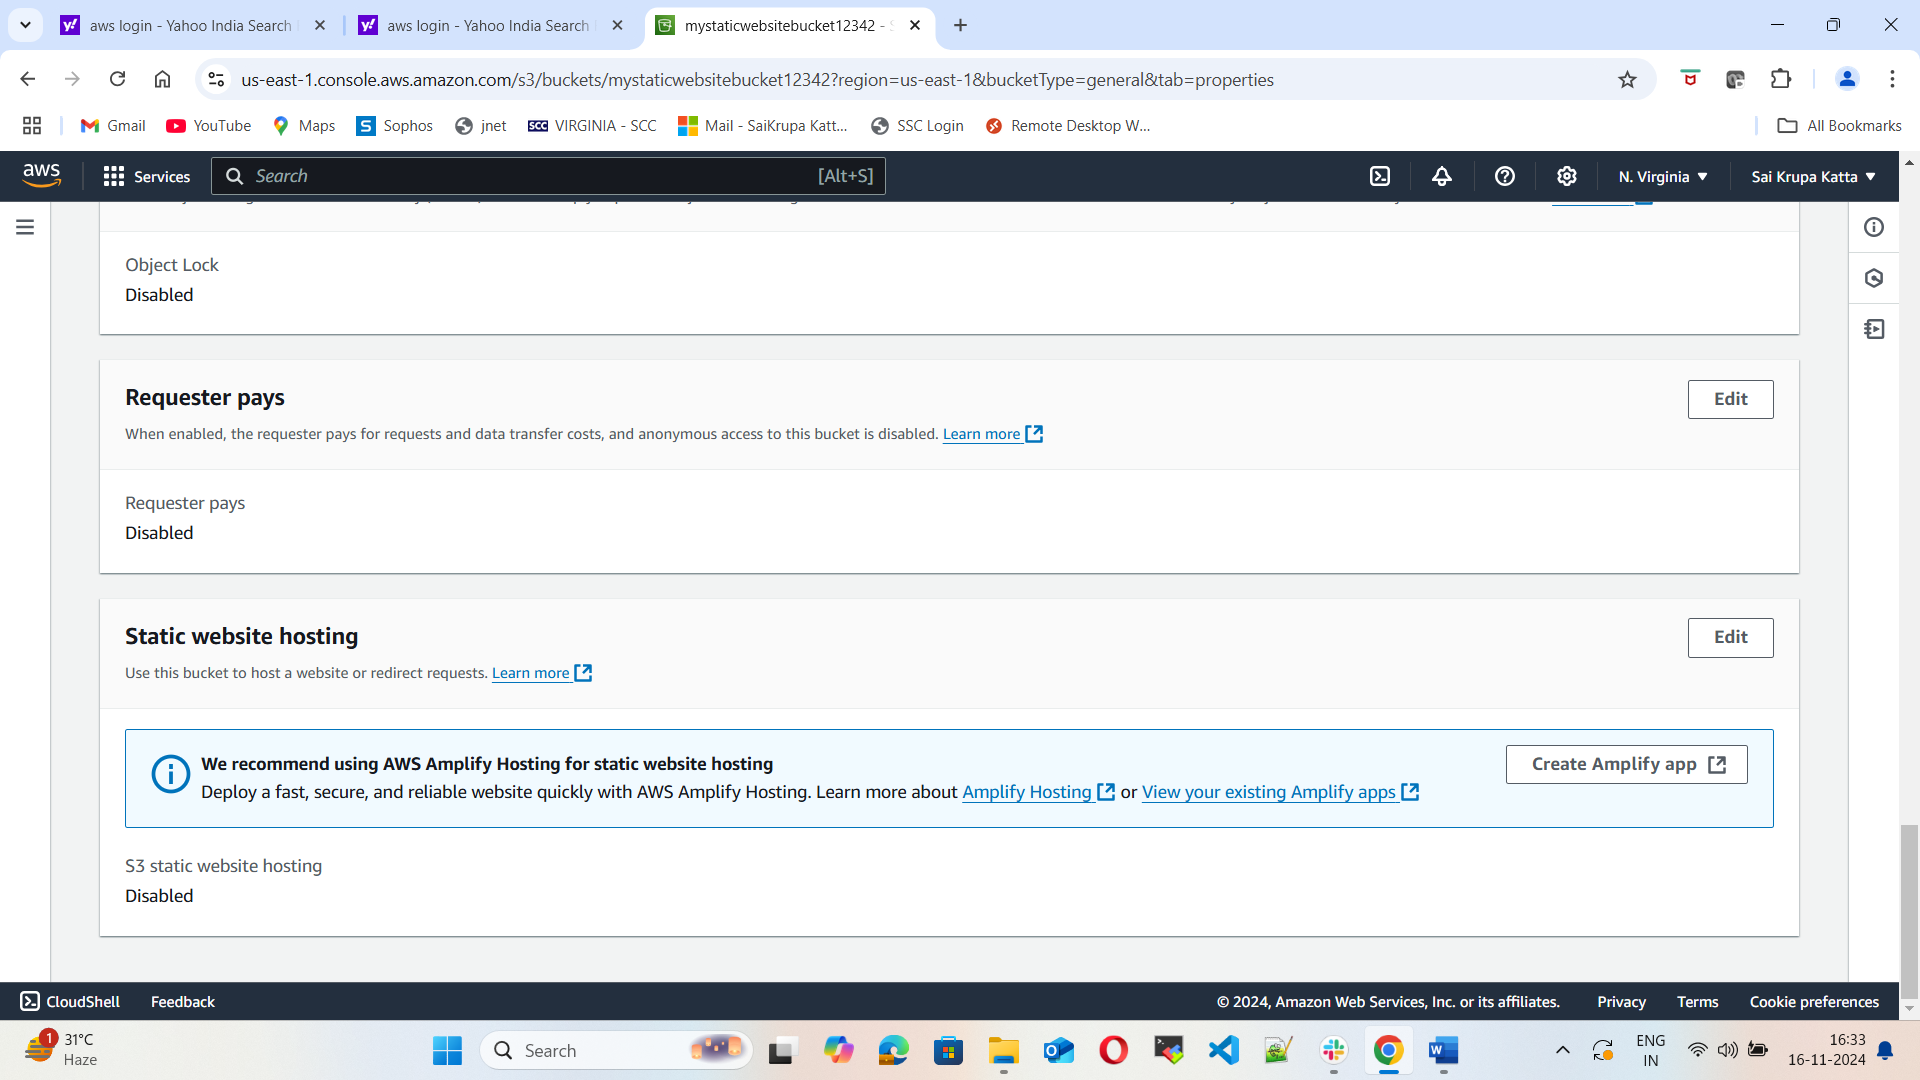 aws login - Yahoo India Search
aws login - Yahoo India Search
mystaticwebsitebucket12342 -
us-east-1.console.aws.amazon.com/s3/buckets/mystaticwebsitebucket12342?region=us-east-1&bucketType=general&tab=properties
Gmail YouTube Maps Sophos jnet VIRGINIA - SCC Mail - SaiKrupa Katt... SSC Login Remote Desktop W... All Bookmarks
aws Services Search [Alt+S] N. Virginia Sai Krupa Katta
Object Lock
Disabled
Requester pays
Edit
When enabled, the requester pays for requests and data transfer costs, and anonymous access to this bucket is disabled. Learn more
Requester pays
Disabled
Static website hosting
Edit
Use this bucket to host a website or redirect requests. Learn more
We recommend using AWS Amplify Hosting for static website hosting
Create Amplify app
Deploy a fast, secure, and reliable website quickly with AWS Amplify Hosting. Learn more about Amplify Hosting or View your existing Amplify apps
S3 static website hosting
Disabled
CloudShell Feedback © 2024, Amazon Web Services, Inc. or its affiliates. Privacy Terms Cookie preferences
1
31°C
Haze
Search
ENG
IN
16:33
16-11-2024